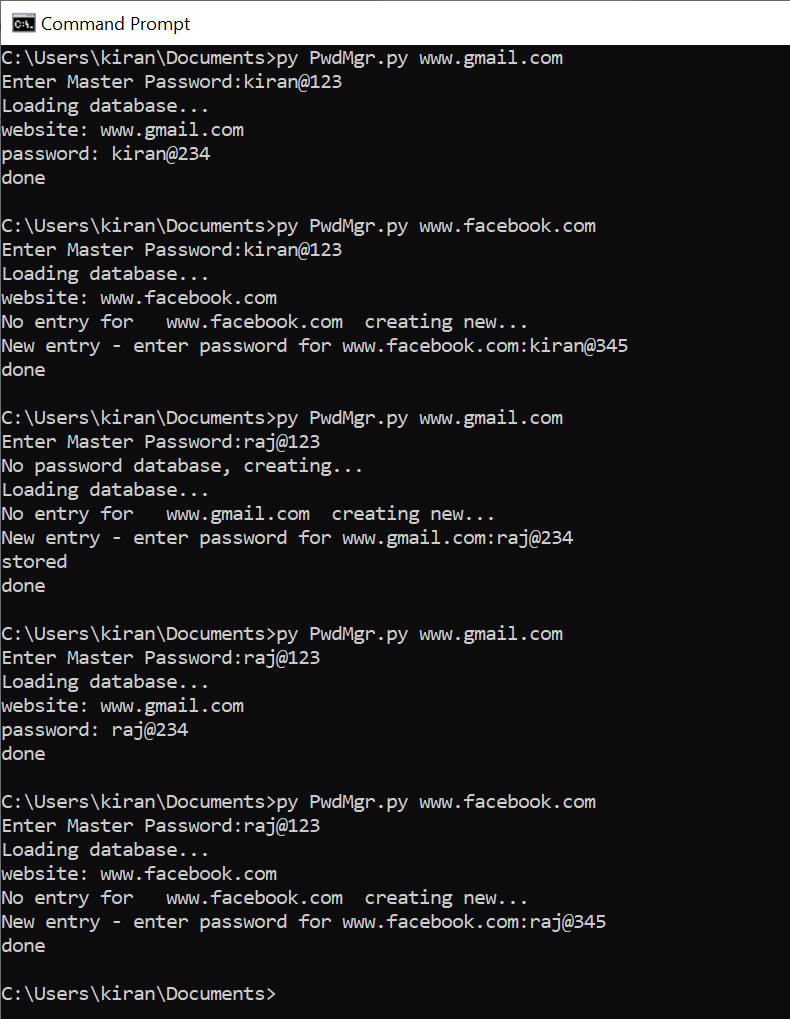 Command Prompt
C:\Users\kiran\Documents>py PwdMgr.py www.gmail.com
Enter Master Password:kiran@123
Loading database...
website: www.gmail.com
password: kiran@234
done
C:\Users\kiran\Documents>py PwdMgr.py www.facebook.com
Enter Master Password:kiran@123
Loading database...
website: www.facebook.com
No entry for   www.facebook.com  creating new...
New entry - enter password for www.facebook.com:kiran@345
done
C:\Users\kiran\Documents>py PwdMgr.py www.gmail.com
Enter Master Password:raj@123
No password database, creating...
Loading database...
No entry for   www.gmail.com  creating new...
New entry - enter password for www.gmail.com:raj@234
stored
done
C:\Users\kiran\Documents>py PwdMgr.py www.gmail.com
Enter Master Password:raj@123
Loading database...
website: www.gmail.com
password: raj@234
done
C:\Users\kiran\Documents>py PwdMgr.py www.facebook.com
Enter Master Password:raj@123
Loading database...
website: www.facebook.com
No entry for   www.facebook.com  creating new...
New entry - enter password for www.facebook.com:raj@345
done
C:\Users\kiran\Documents>